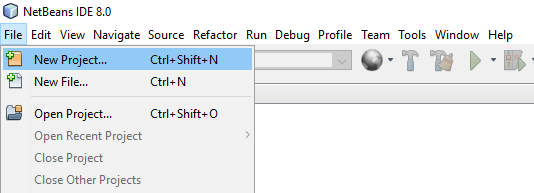 NetBeans IDE 8.0
File Edit View Navigate Source Refactor Run Debug Profile Team Tools Window Help
New Project... Ctrl+Shift+N
New File... Ctrl+N
Open Project... Ctrl+Shift+O
Open Recent Project
Close Project
Close Other Projects